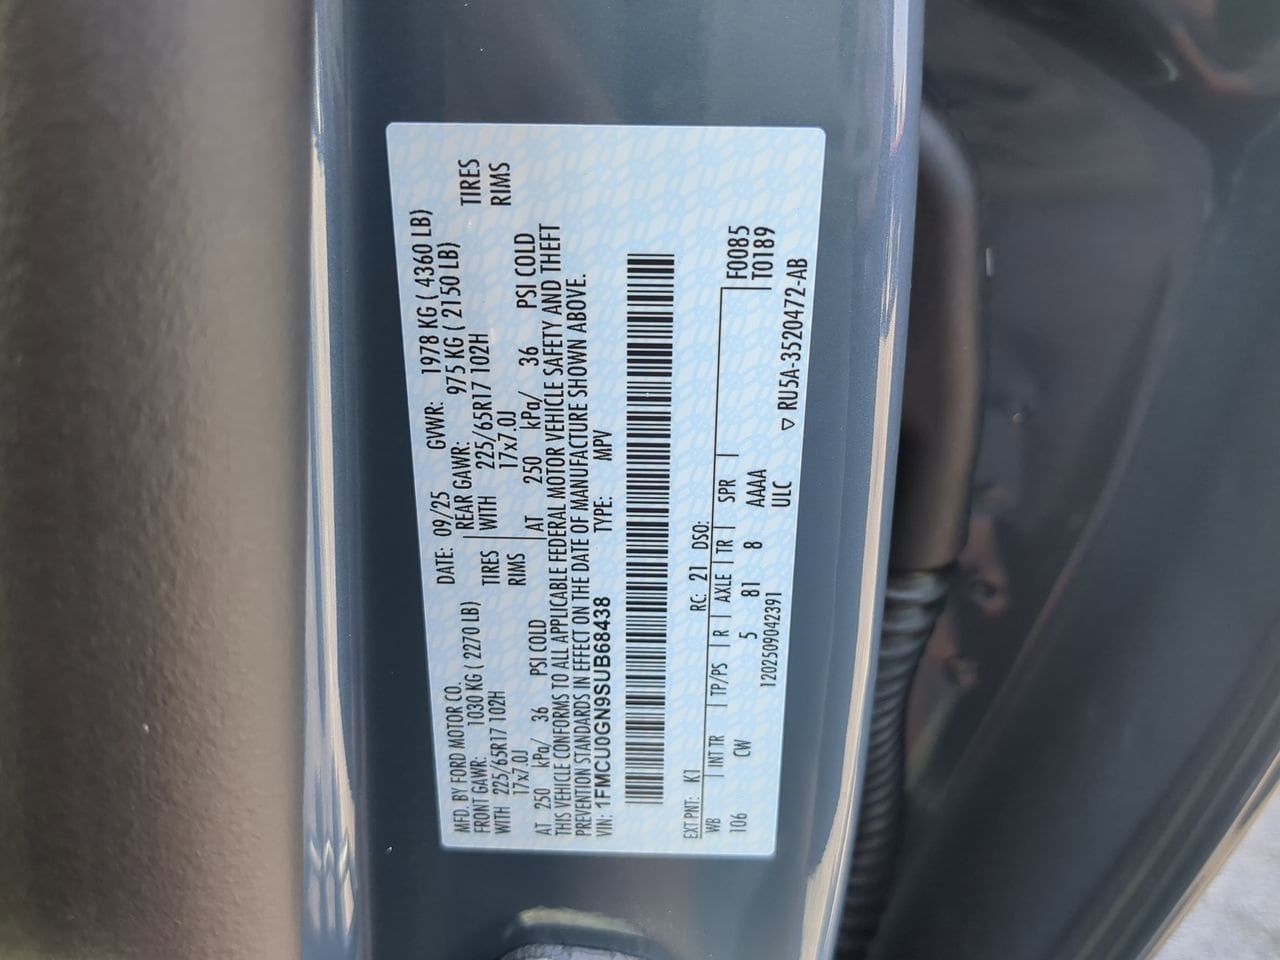 MFD. BY FORD MOTOR CO.
DATE: 09/25 GVWR: 1978 KG ( 4360 LB)
FRONT GAWR: 1030 KG ( 2270 LB) REAR GAWR: 975 KG ( 2150 LB)
WITH 225/65R17 102H TIRES WITH 225/65R17 102H TIRES
17x7.0J RIMS 17x7.0J RIMS
AT 250 kPa/ 36 PSI COLD AT 250 kPa/ 36 PSI COLD
THIS VEHICLE CONFORMS TO ALL APPLICABLE FEDERAL MOTOR VEHICLE SAFETY AND THEFT
PREVENTION STANDARDS IN EFFECT ON THE DATE OF MANUFACTURE SHOWN ABOVE.
VIN: 1FMCU0GN9SUB68438 TYPE: MPV
EXT PNT: K1 RC: 21 DSO:
WB INT TR TP/PS R AXLE TR SPR F0085
106 CW 5 81 8 AAAA T0189
1202509042391 ULC
▽ RU5A-3520472-AB